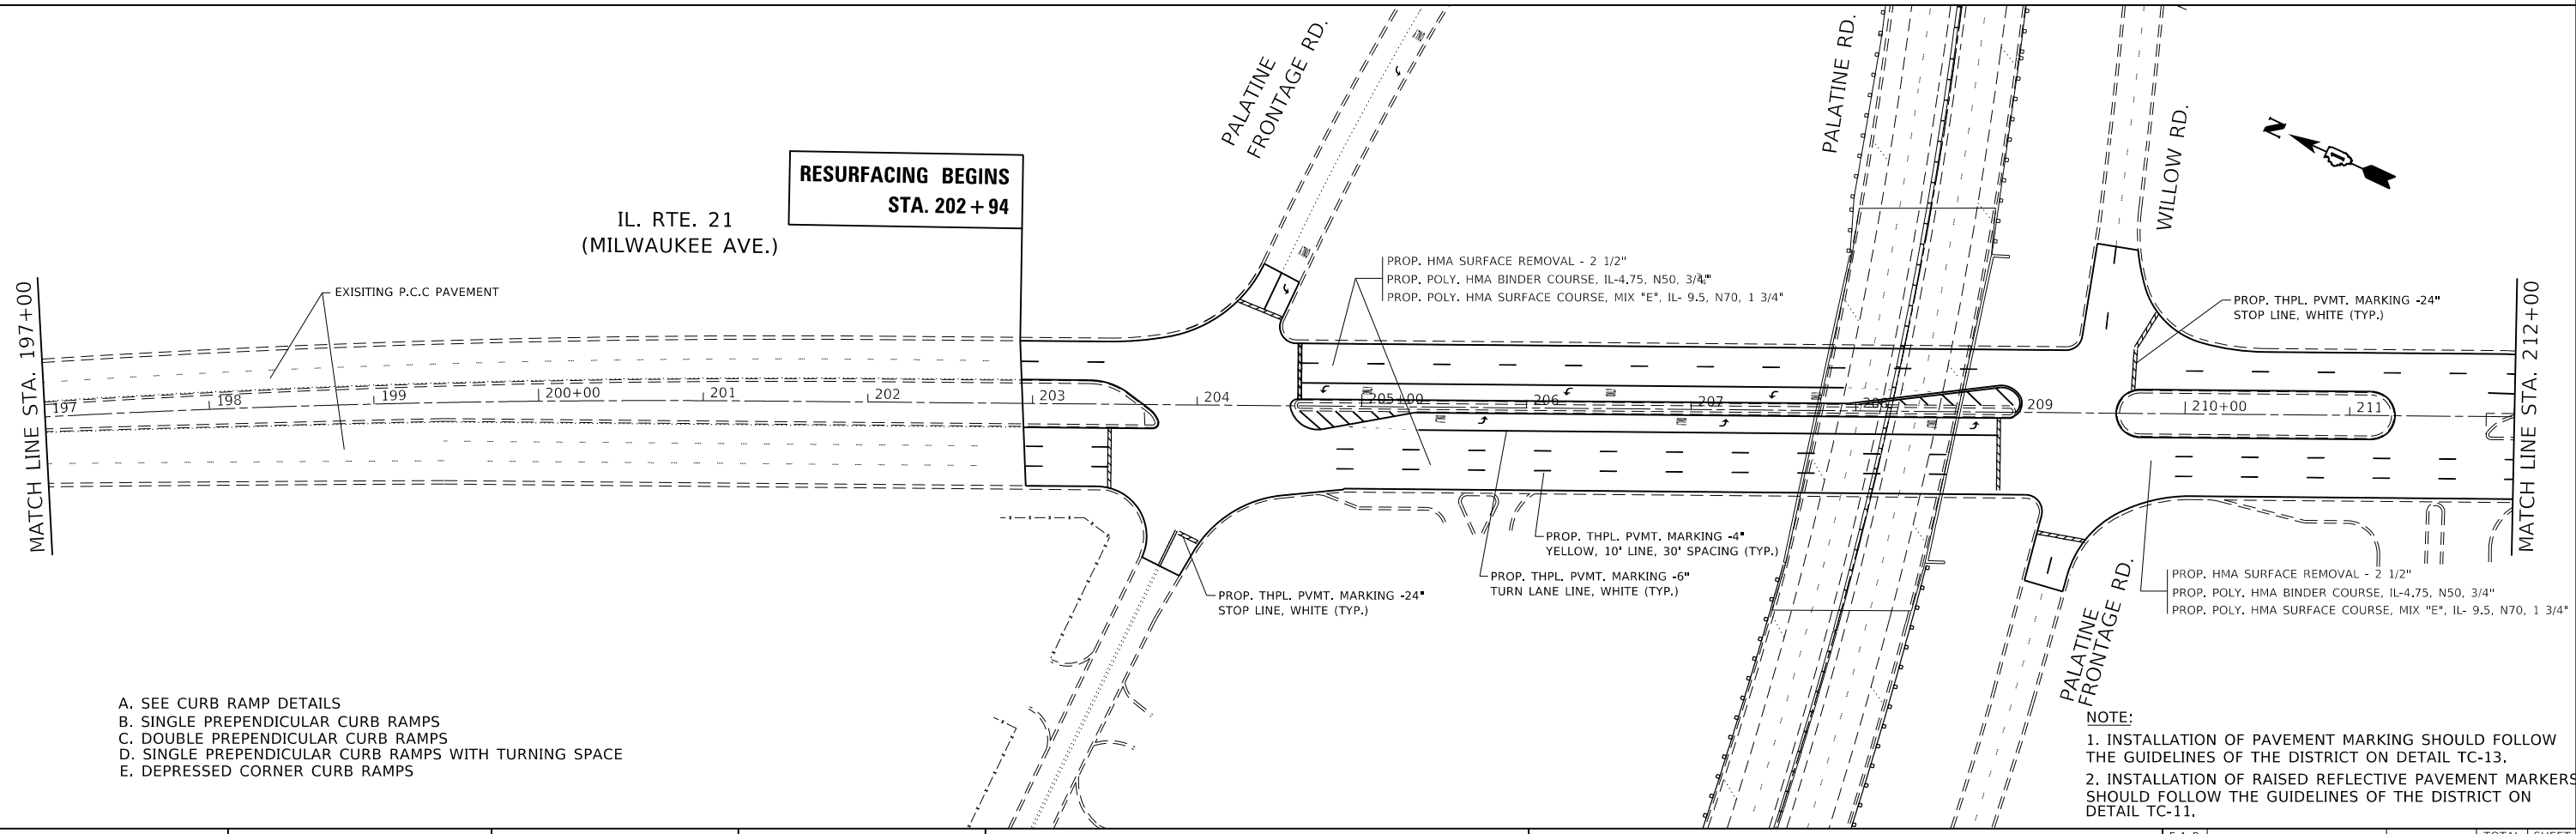 PALATINE
FRONTAGE RD.
PALATINE RD.
WILLOW RD.
N
RESURFACING BEGINS
STA. 202+94
IL. RTE. 21
(MILWAUKEE AVE.)
MATCH LINE STA. 197+00
EXISITING P.C.C PAVEMENT
PROP. HMA SURFACE REMOVAL - 2 1/2"
PROP. POLY. HMA BINDER COURSE, IL-4.75, N50, 3/4"
PROP. POLY. HMA SURFACE COURSE, MIX "E", IL- 9.5, N70, 1 3/4"
PROP. THPL. PVMT. MARKING -24"
STOP LINE, WHITE (TYP.)
MATCH LINE STA. 212+00
197
198
199
200+00
201
202
203
204
205+00
206
207
208
209
210+00
211
PROP. THPL. PVMT. MARKING -4"
YELLOW, 10' LINE, 30' SPACING (TYP.)
PROP. THPL. PVMT. MARKING -6"
TURN LANE LINE, WHITE (TYP.)
PROP. THPL. PVMT. MARKING -24"
STOP LINE, WHITE (TYP.)
PROP. HMA SURFACE REMOVAL - 2 1/2"
PROP. POLY. HMA BINDER COURSE, IL-4.75, N50, 3/4"
PROP. POLY. HMA SURFACE COURSE, MIX "E", IL- 9.5, N70, 1 3/4"
PALATINE
FRONTAGE RD.
A. SEE CURB RAMP DETAILS
B. SINGLE PREPENDICULAR CURB RAMPS
C. DOUBLE PREPENDICULAR CURB RAMPS
D. SINGLE PREPENDICULAR CURB RAMPS WITH TURNING SPACE
E. DEPRESSED CORNER CURB RAMPS
NOTE:
1. INSTALLATION OF PAVEMENT MARKING SHOULD FOLLOW
THE GUIDELINES OF THE DISTRICT ON DETAIL TC-13.
2. INSTALLATION OF RAISED REFLECTIVE PAVEMENT MARKERS
SHOULD FOLLOW THE GUIDELINES OF THE DISTRICT ON
DETAIL TC-11.